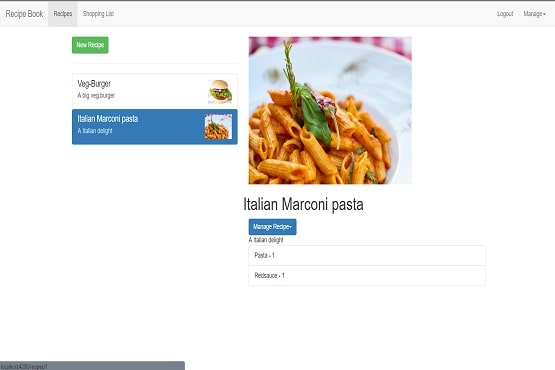 Recipe Book Recipes Shopping List Logout Manage
New Recipe
Veg-Burger
A big veg burger
Italian Marconi pasta
A Italian delight
Italian Marconi pasta
Manage Recipe
A Italian delight
Pasta - 1
Redsauce - 1
localhost:4200/recipes/1